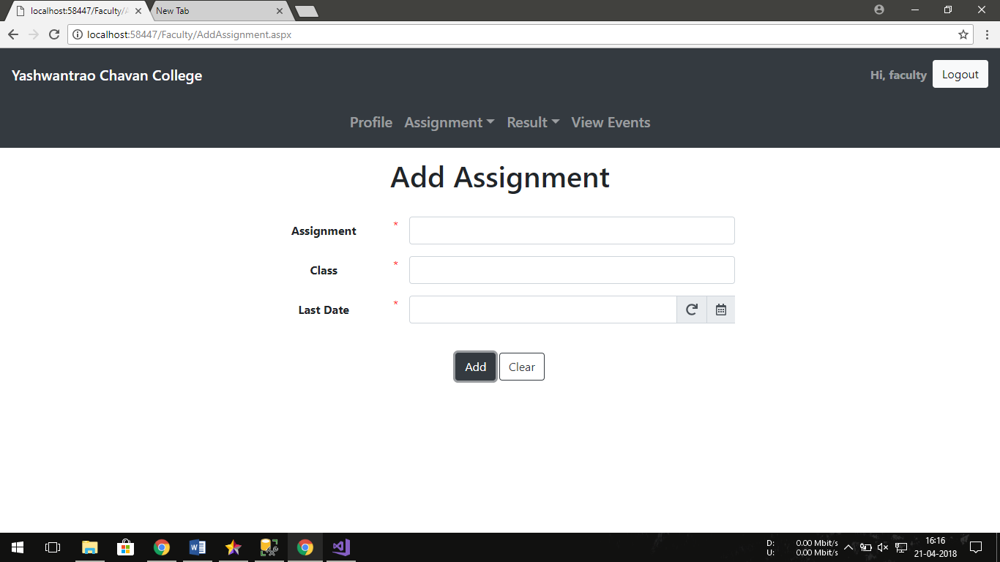 localhost:58447/Faculty/A
New Tab
localhost:58447/Faculty/AddAssignment.aspx
Yashwantrao Chavan College
Hi, faculty
Logout
Profile
Assignment
Result
View Events
Add Assignment
Assignment *
Class *
Last Date *
Add
Clear
D: 0.00 Mbit/s
U: 0.00 Mbit/s
16:16
21-04-2018